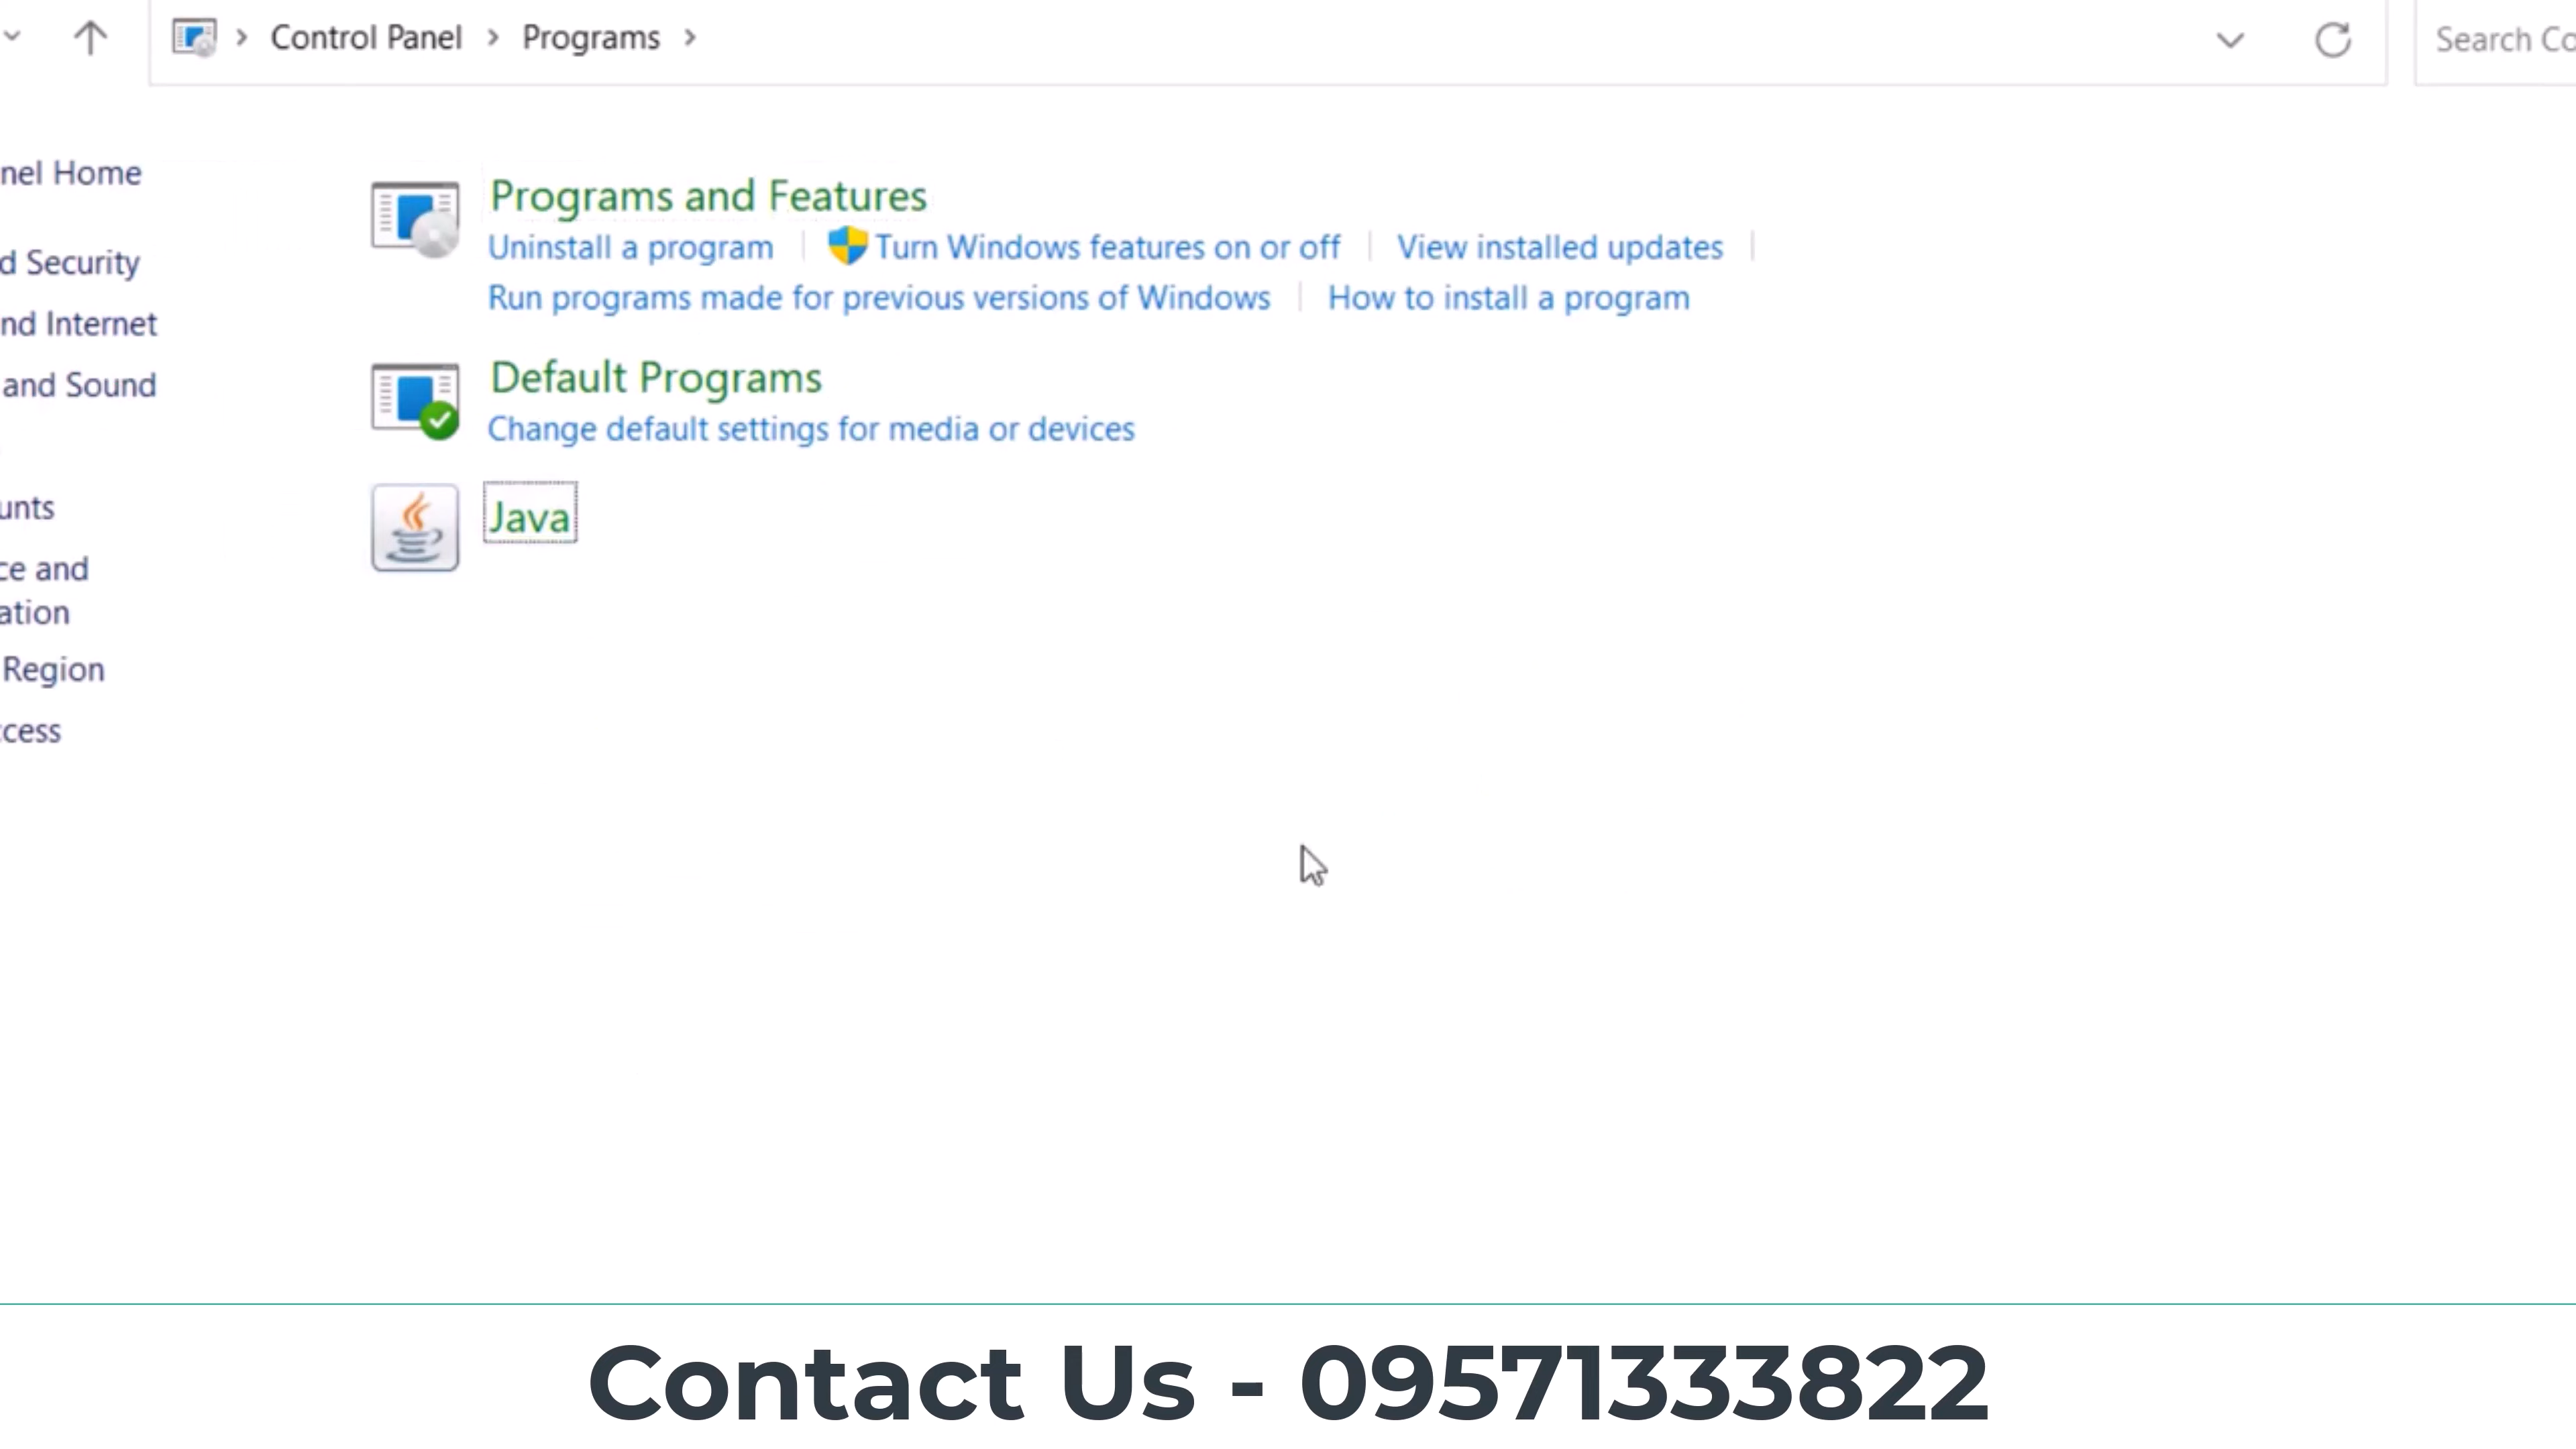 Control Panel > Programs >
Search Co
nel Home
d Security
nd Internet
and Sound
unts
ce and
ation
Region
ccess
Programs and Features
Uninstall a program | Turn Windows features on or off | View installed updates |
Run programs made for previous versions of Windows | How to install a program
Default Programs
Change default settings for media or devices
Java
Contact Us - 09571333822